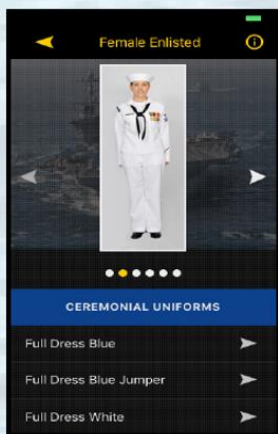 Female Enlisted
CEREMONIAL UNIFORMS
Full Dress Blue
Full Dress Blue Jumper
Full Dress White